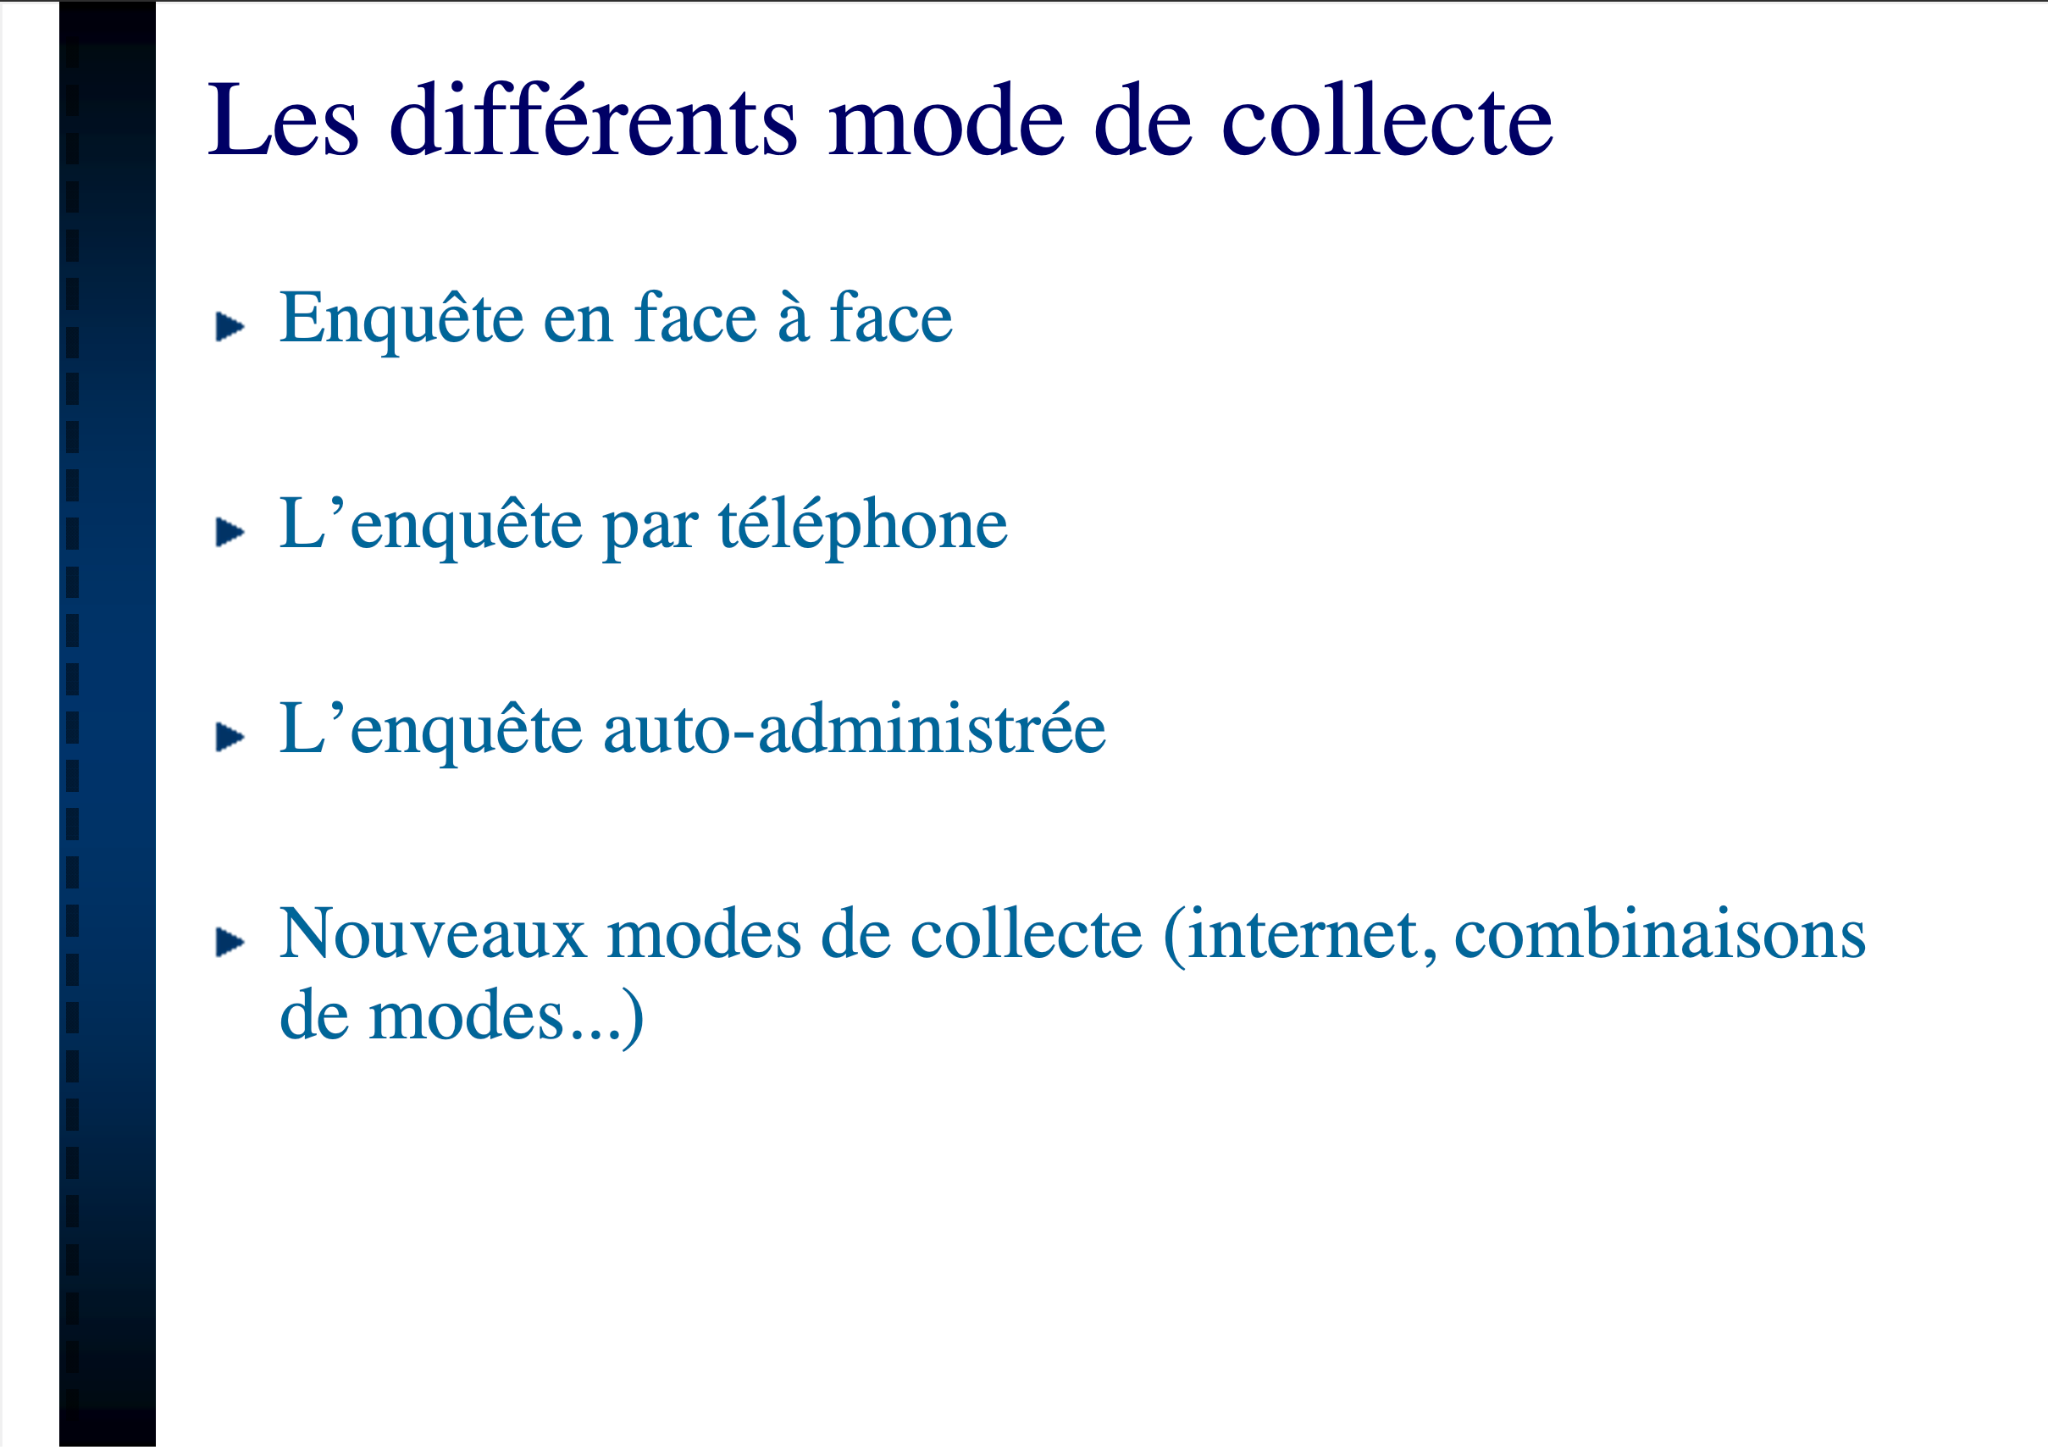 Les différents mode de collecte
Enquête en face à face
L’enquête par téléphone
L’enquête auto-administrée
Nouveaux modes de collecte (internet, combinaisons
de modes...)